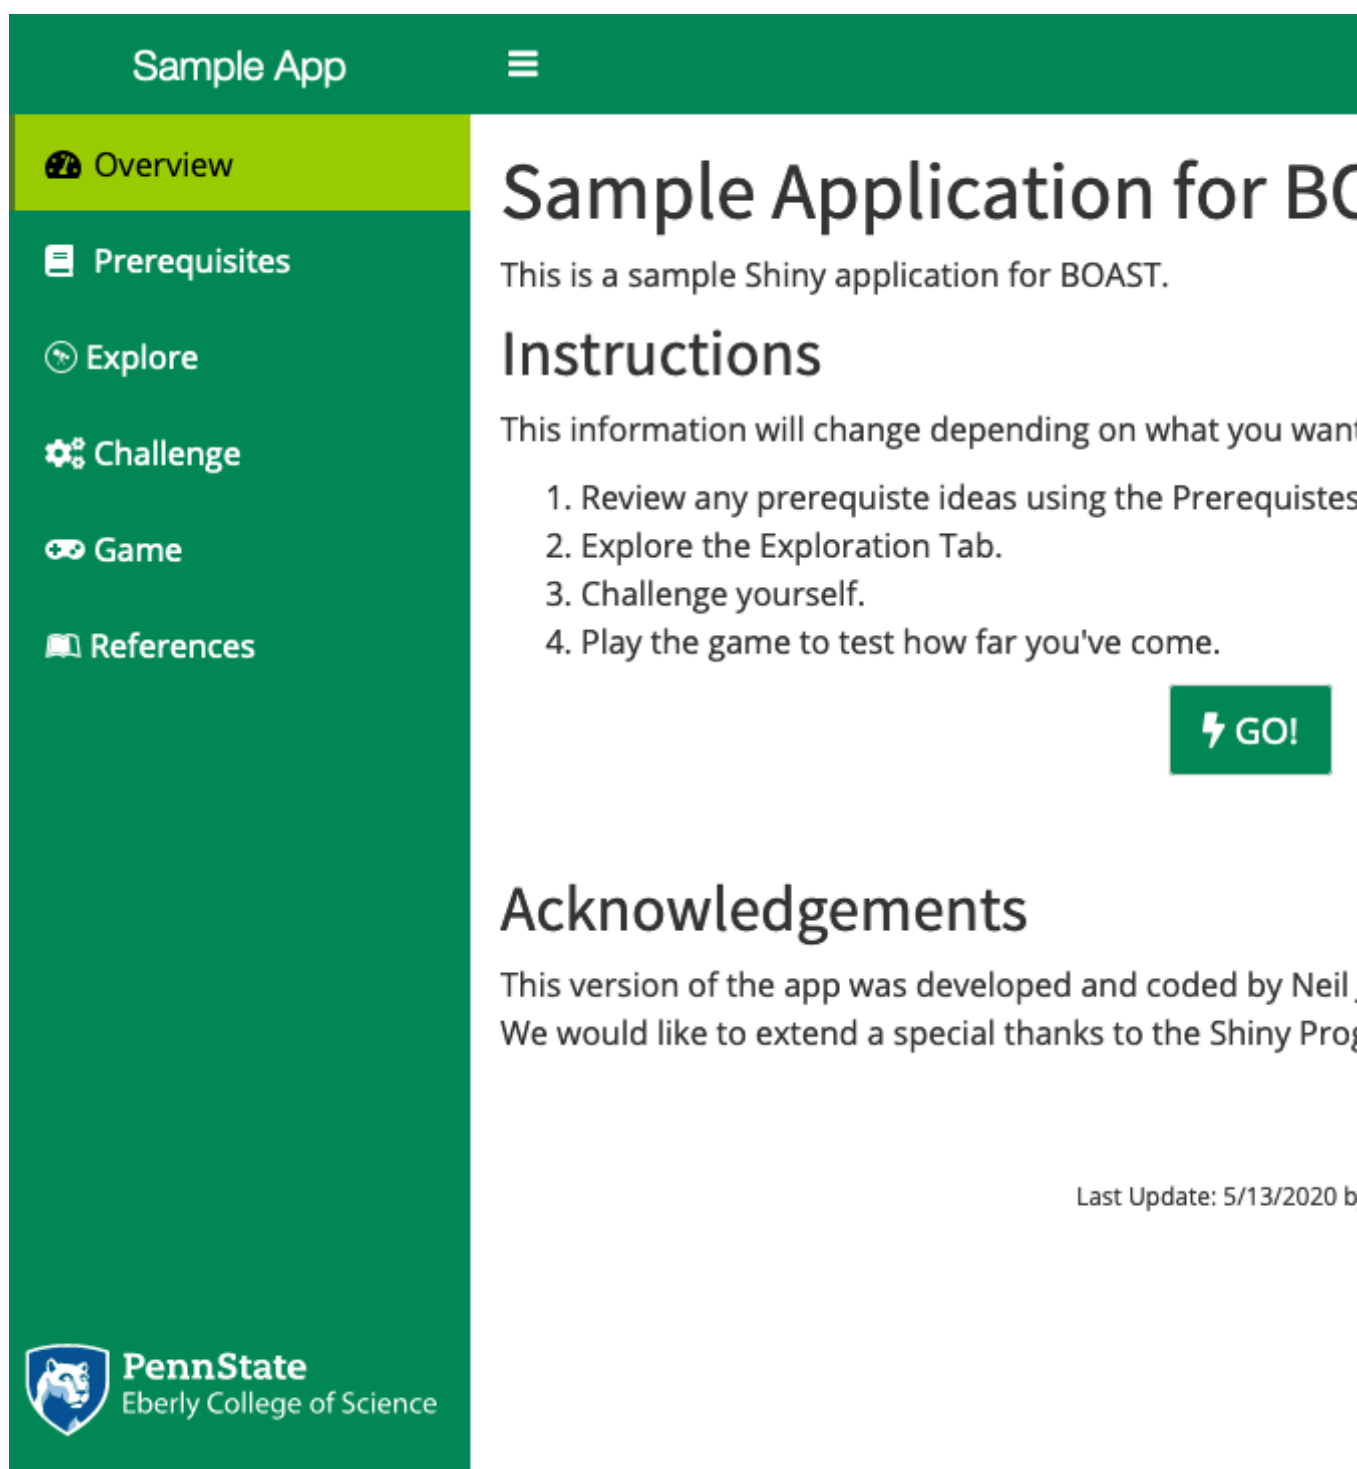 Sample App
Overview
Prerequisites
Explore
Challenge
Game
References
PennState
Eberly College of Science
Sample Application for BO
This is a sample Shiny application for BOAST.
Instructions
This information will change depending on what you want
1. Review any prerequiste ideas using the Prerequistes
2. Explore the Exploration Tab.
3. Challenge yourself.
4. Play the game to test how far you've come.
GO!
Acknowledgements
This version of the app was developed and coded by Neil
We would like to extend a special thanks to the Shiny Prog
Last Update: 5/13/2020 b